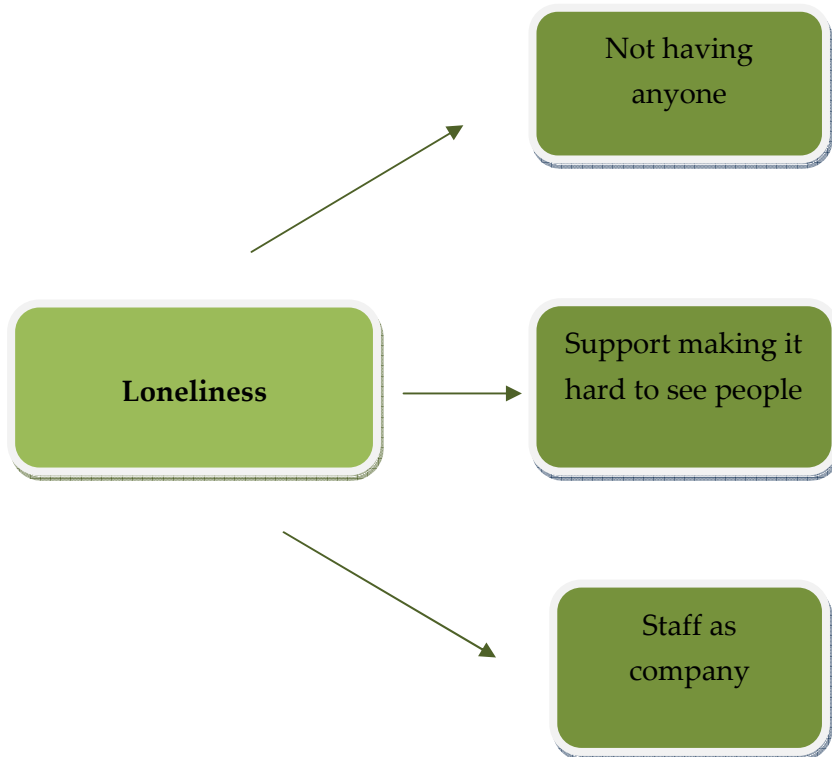 Not having
anyone
Loneliness
Support making it
hard to see people
Staff as
company